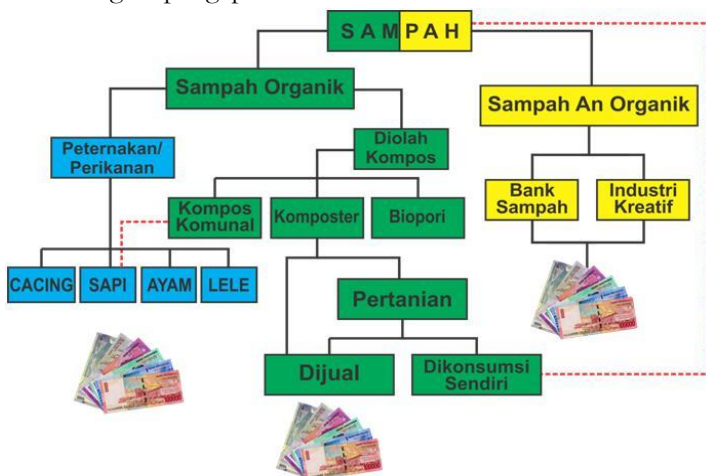 SAMPAH
Sampah Organik
Sampah An Organik
Peternakan/
Perikanan
Diolah
Kompos
Bank
Sampah
Industri
Kreatif
Kompos
Komunal
Komposter
Biopori
CACING
SAPI
AYAM
LELE
Pertanian
Dijual
Dikonsumsi
Sendiri